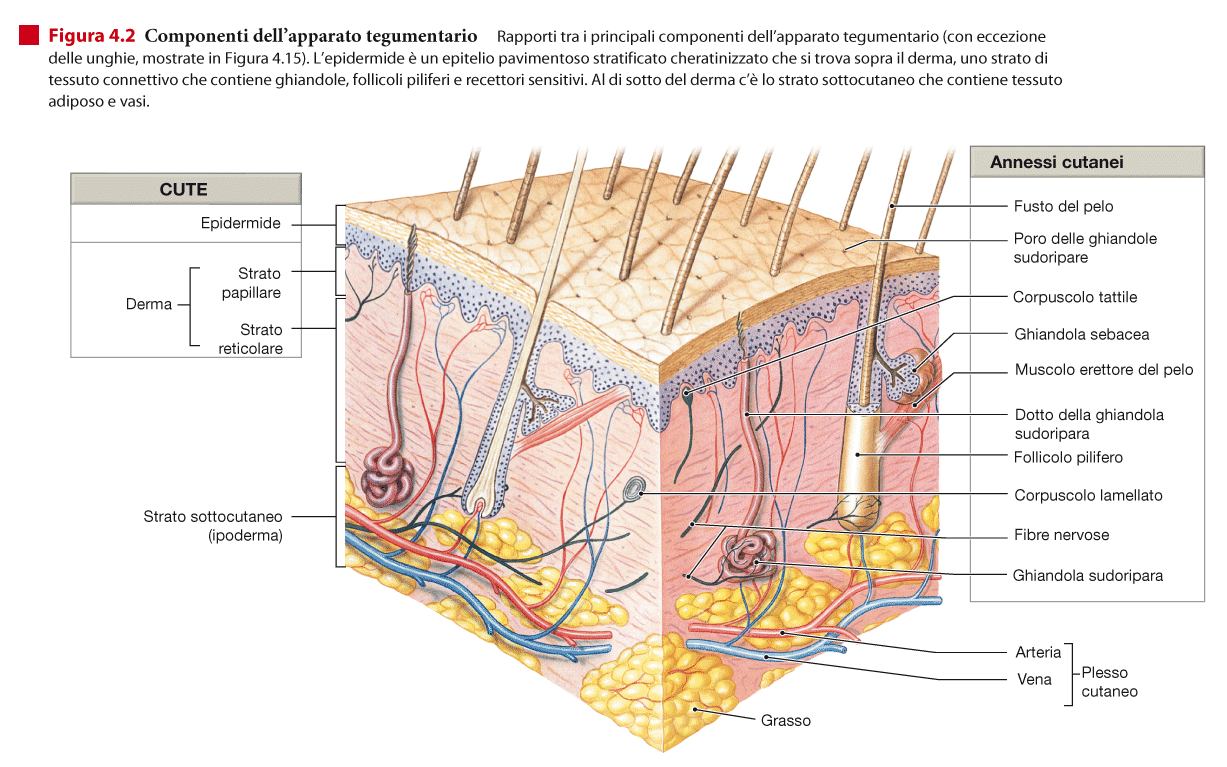 Figura 4.2 Componenti dell’apparato tegumentario Rapporti tra i principali componenti dell’apparato tegumentario (con eccezione
delle unghie, mostrate in Figura 4.15). L’epidermide è un epitelio pavimentoso stratificato cheratinizzato che si trova sopra il derma, uno strato di
tessuto connettivo che contiene ghiandole, follicoli piliferi e recettori sensitivi. Al di sotto del derma c’è lo strato sottocutaneo che contiene tessuto
adiposo e vasi.
CUTE
Epidermide
Derma
Strato
papillare
Strato
reticolare
Strato sottocutaneo
(ipoderma)
Annessi cutanei
Fusto del pelo
Poro delle ghiandole
sudoripare
Corpuscolo tattile
Ghiandola sebacea
Muscolo erettore del pelo
Dotto della ghiandola
sudoripara
Follicolo pilifero
Corpuscolo lamellato
Fibre nervose
Ghiandola sudoripara
Arteria
Vena
Plesso
cutaneo
Grasso